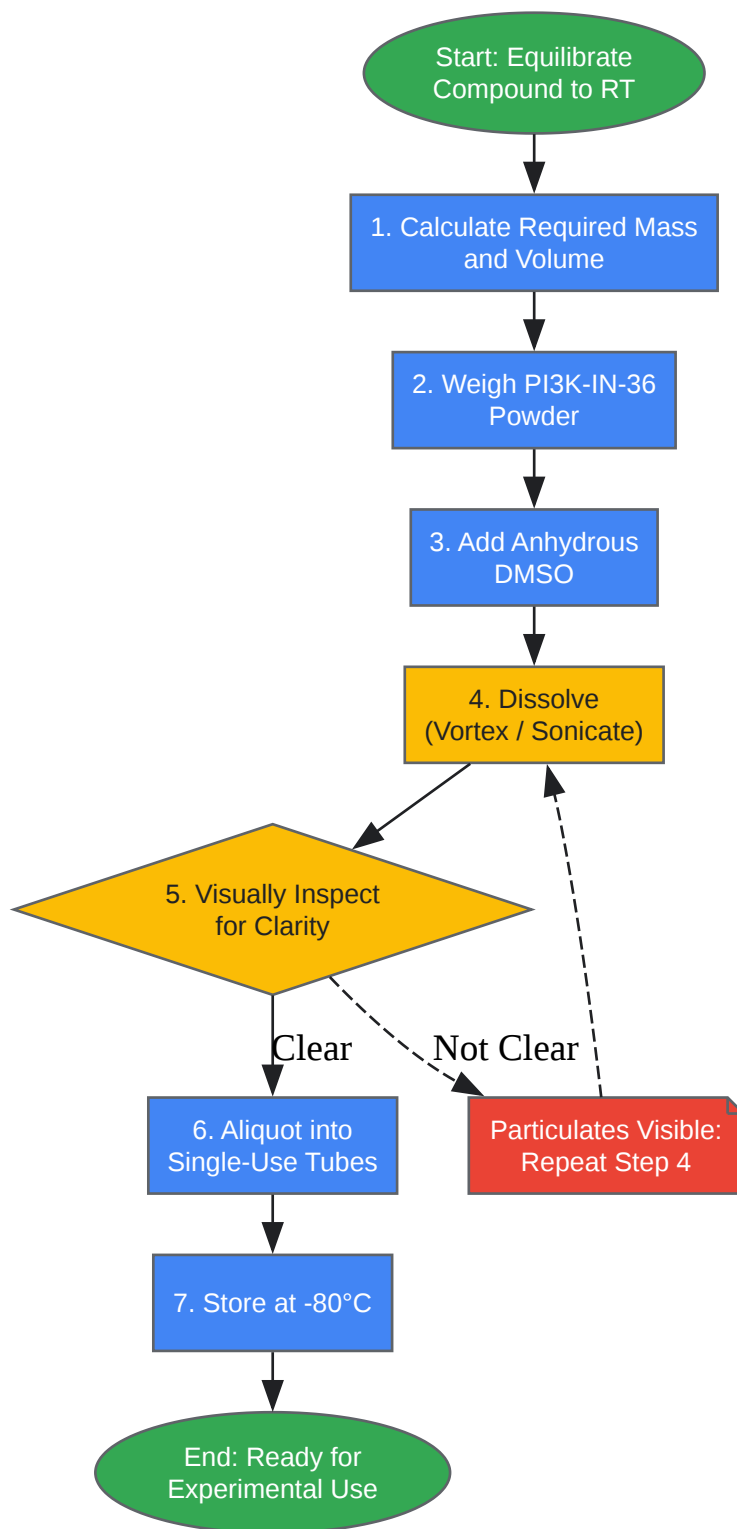 Start: Equilibrate
Compound to RT
1. Calculate Required Mass
and Volume
2. Weigh PI3K-IN-36
Powder
3. Add Anhydrous
DMSO
4. Dissolve
(Vortex / Sonicate)
5. Visually Inspect
for Clarity
Clear
Not Clear
6. Aliquot into
Single-Use Tubes
Particulates Visible:
Repeat Step 4
7. Store at -80°C
End: Ready for
Experimental Use